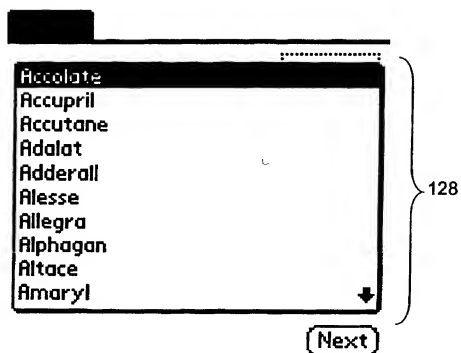 Accolate
Accupril
Accutane
Adalat
Adderall
Alesse
Allegra
Alphagan
Altace
Amaryl
128
Next